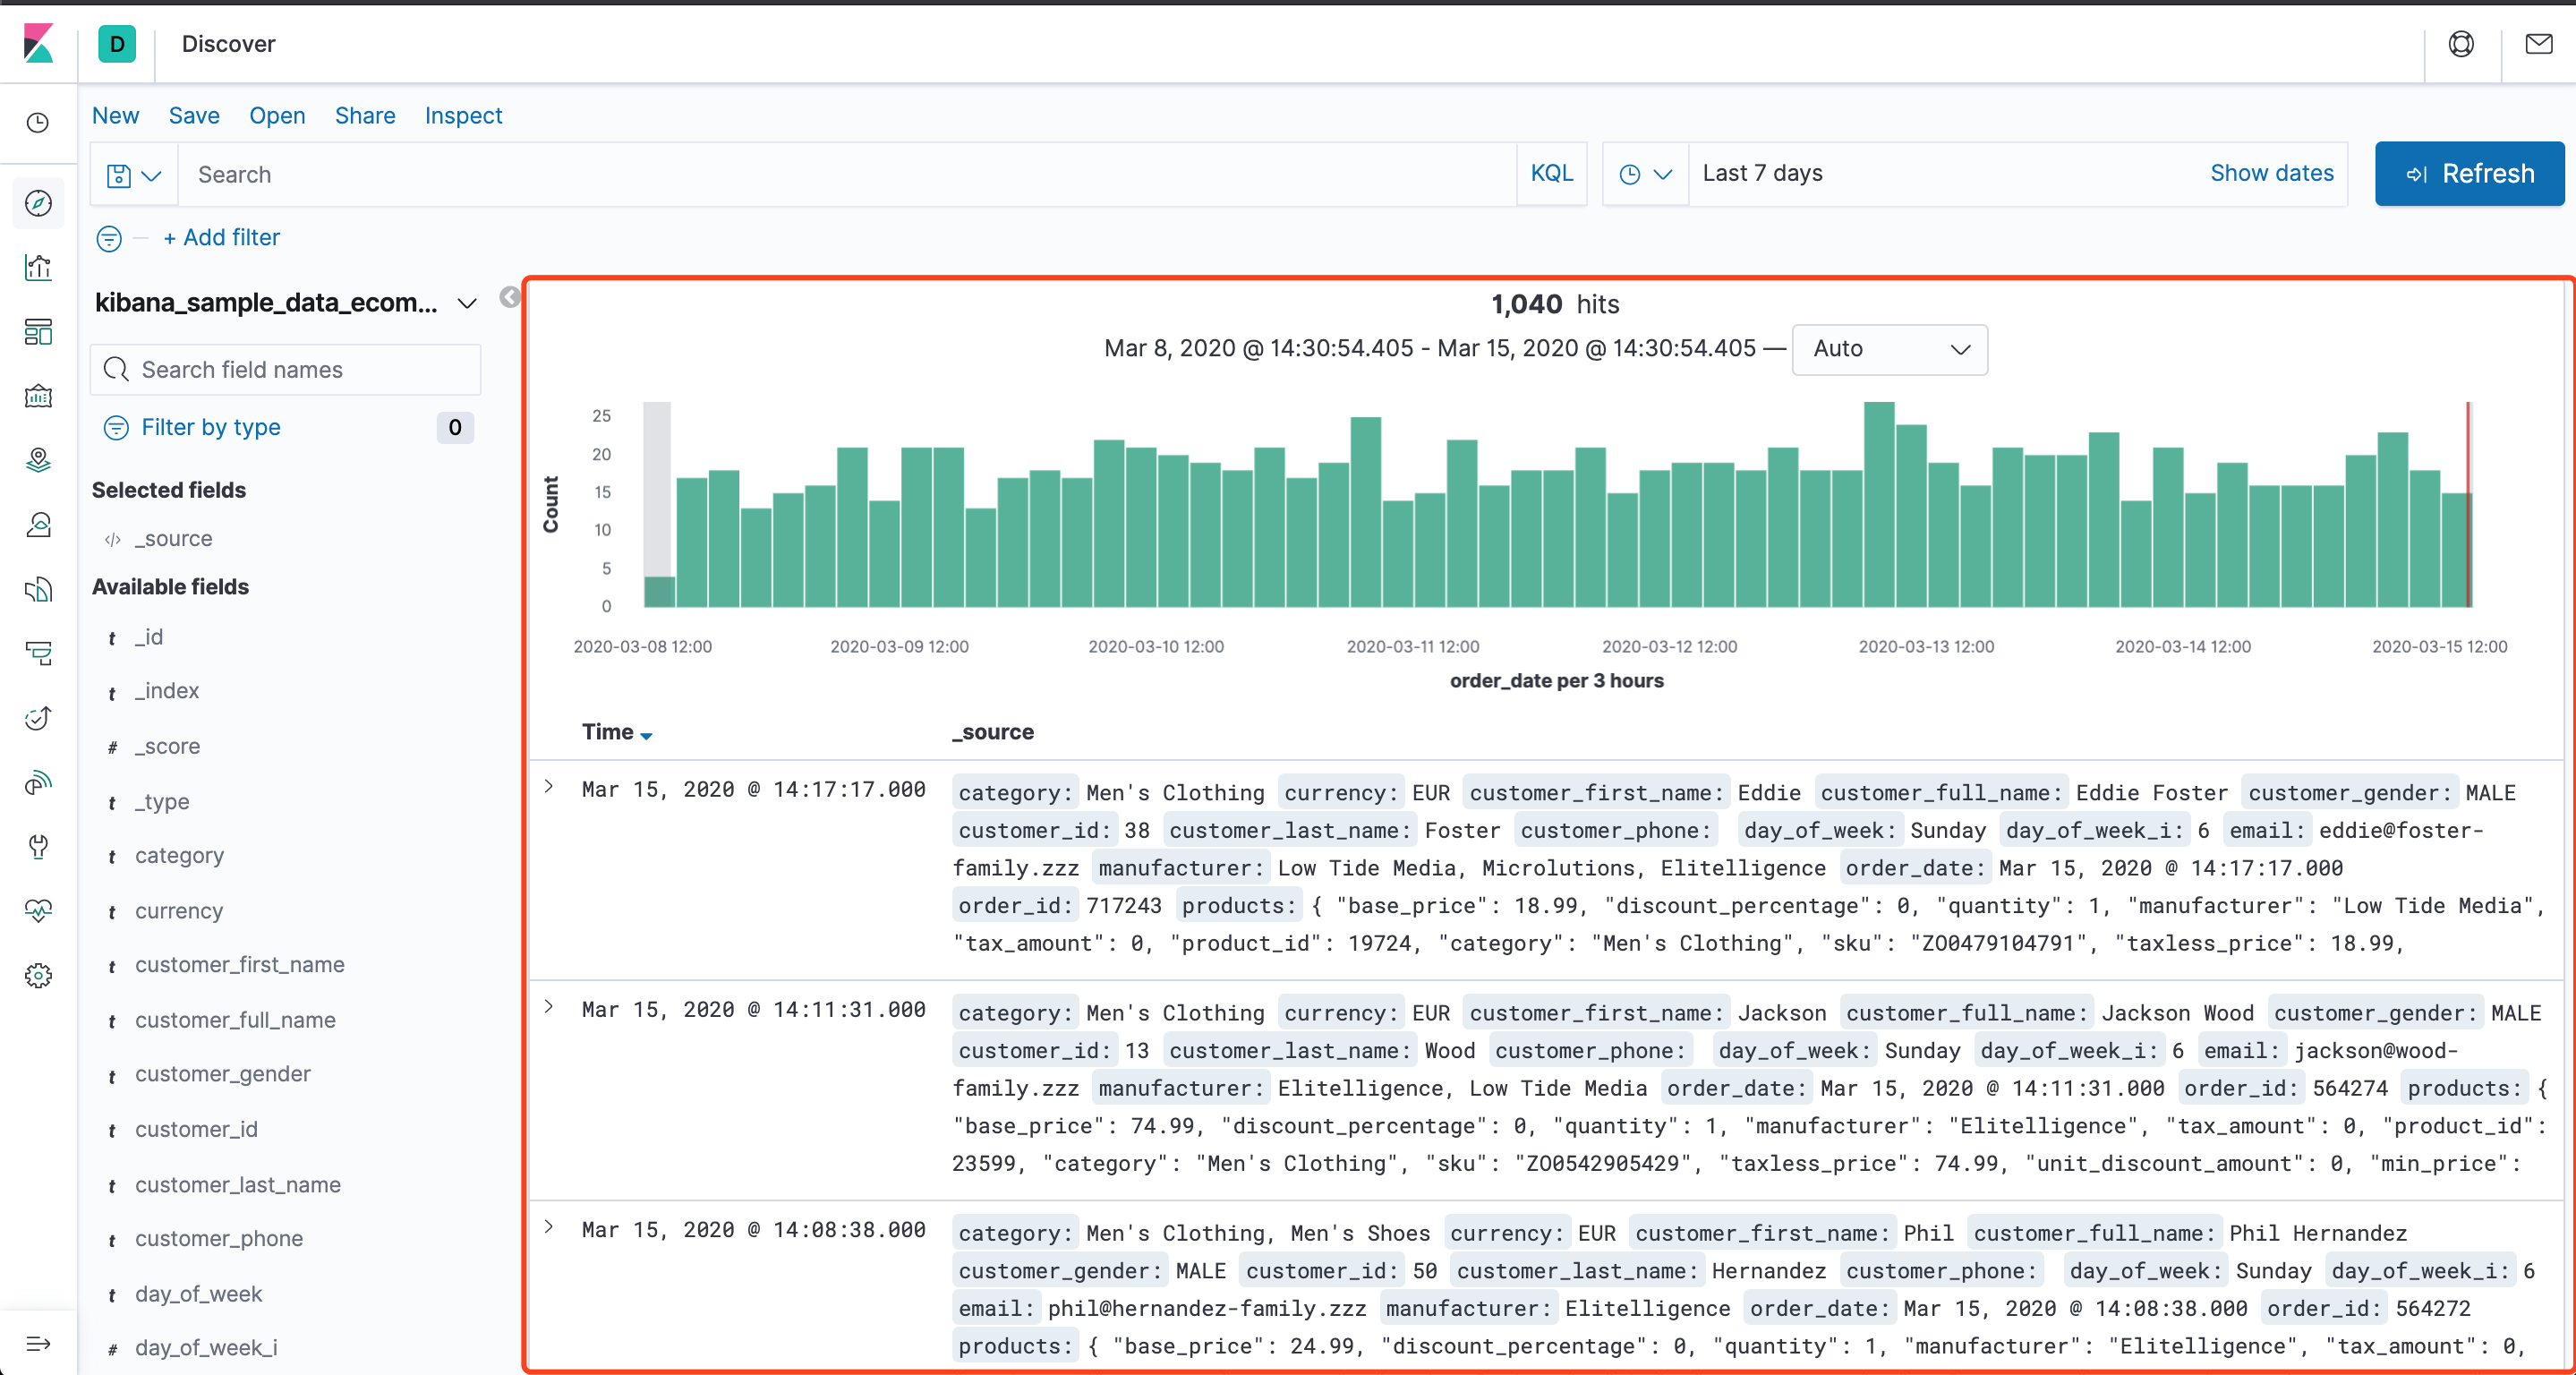 D Discover
New Save Open Share Inspect
Search KQL Last 7 days Show dates Refresh
+ Add filter
kibana_sample_data_ecom...
Search field names
Filter by type 0
Selected fields
</> _source
Available fields
t _id
t _index
# _score
t _type
t category
t currency
t customer_first_name
t customer_full_name
t customer_gender
t customer_id
t customer_last_name
t customer_phone
t day_of_week
# day_of_week_i
1,040 hits
Mar 8, 2020 @ 14:30:54.405 - Mar 15, 2020 @ 14:30:54.405 — Auto
Count
25
20
15
10
5
0
2020-03-08 12:00 2020-03-09 12:00 2020-03-10 12:00 2020-03-11 12:00 2020-03-12 12:00 2020-03-13 12:00 2020-03-14 12:00 2020-03-15 12:00
order_date per 3 hours
Time _source
Mar 15, 2020 @ 14:17:17.000 category: Men's Clothing currency: EUR customer_first_name: Eddie customer_full_name: Eddie Foster customer_gender: MALE
customer_id: 38 customer_last_name: Foster customer_phone: day_of_week: Sunday day_of_week_i: 6 email: eddie@foster-
family.zzz manufacturer: Low Tide Media, Microlutions, Elitelligence order_date: Mar 15, 2020 @ 14:17:17.000
order_id: 717243 products: { "base_price": 18.99, "discount_percentage": 0, "quantity": 1, "manufacturer": "Low Tide Media",
"tax_amount": 0, "product_id": 19724, "category": "Men's Clothing", "sku": "ZO0479104791", "taxless_price": 18.99,
Mar 15, 2020 @ 14:11:31.000 category: Men's Clothing currency: EUR customer_first_name: Jackson customer_full_name: Jackson Wood customer_gender: MALE
customer_id: 13 customer_last_name: Wood customer_phone: day_of_week: Sunday day_of_week_i: 6 email: jackson@wood-
family.zzz manufacturer: Elitelligence, Low Tide Media order_date: Mar 15, 2020 @ 14:11:31.000 order_id: 564274 products: {
"base_price": 74.99, "discount_percentage": 0, "quantity": 1, "manufacturer": "Elitelligence", "tax_amount": 0, "product_id":
23599, "category": "Men's Clothing", "sku": "ZO0542905429", "taxless_price": 74.99, "unit_discount_amount": 0, "min_price":
Mar 15, 2020 @ 14:08:38.000 category: Men's Clothing, Men's Shoes currency: EUR customer_first_name: Phil customer_full_name: Phil Hernandez
customer_gender: MALE customer_id: 50 customer_last_name: Hernandez customer_phone: day_of_week: Sunday day_of_week_i: 6
email: phil@hernandez-family.zzz manufacturer: Elitelligence order_date: Mar 15, 2020 @ 14:08:38.000 order_id: 564272
products: { "base_price": 24.99, "discount_percentage": 0, "quantity": 1, "manufacturer": "Elitelligence", "tax_amount": 0,